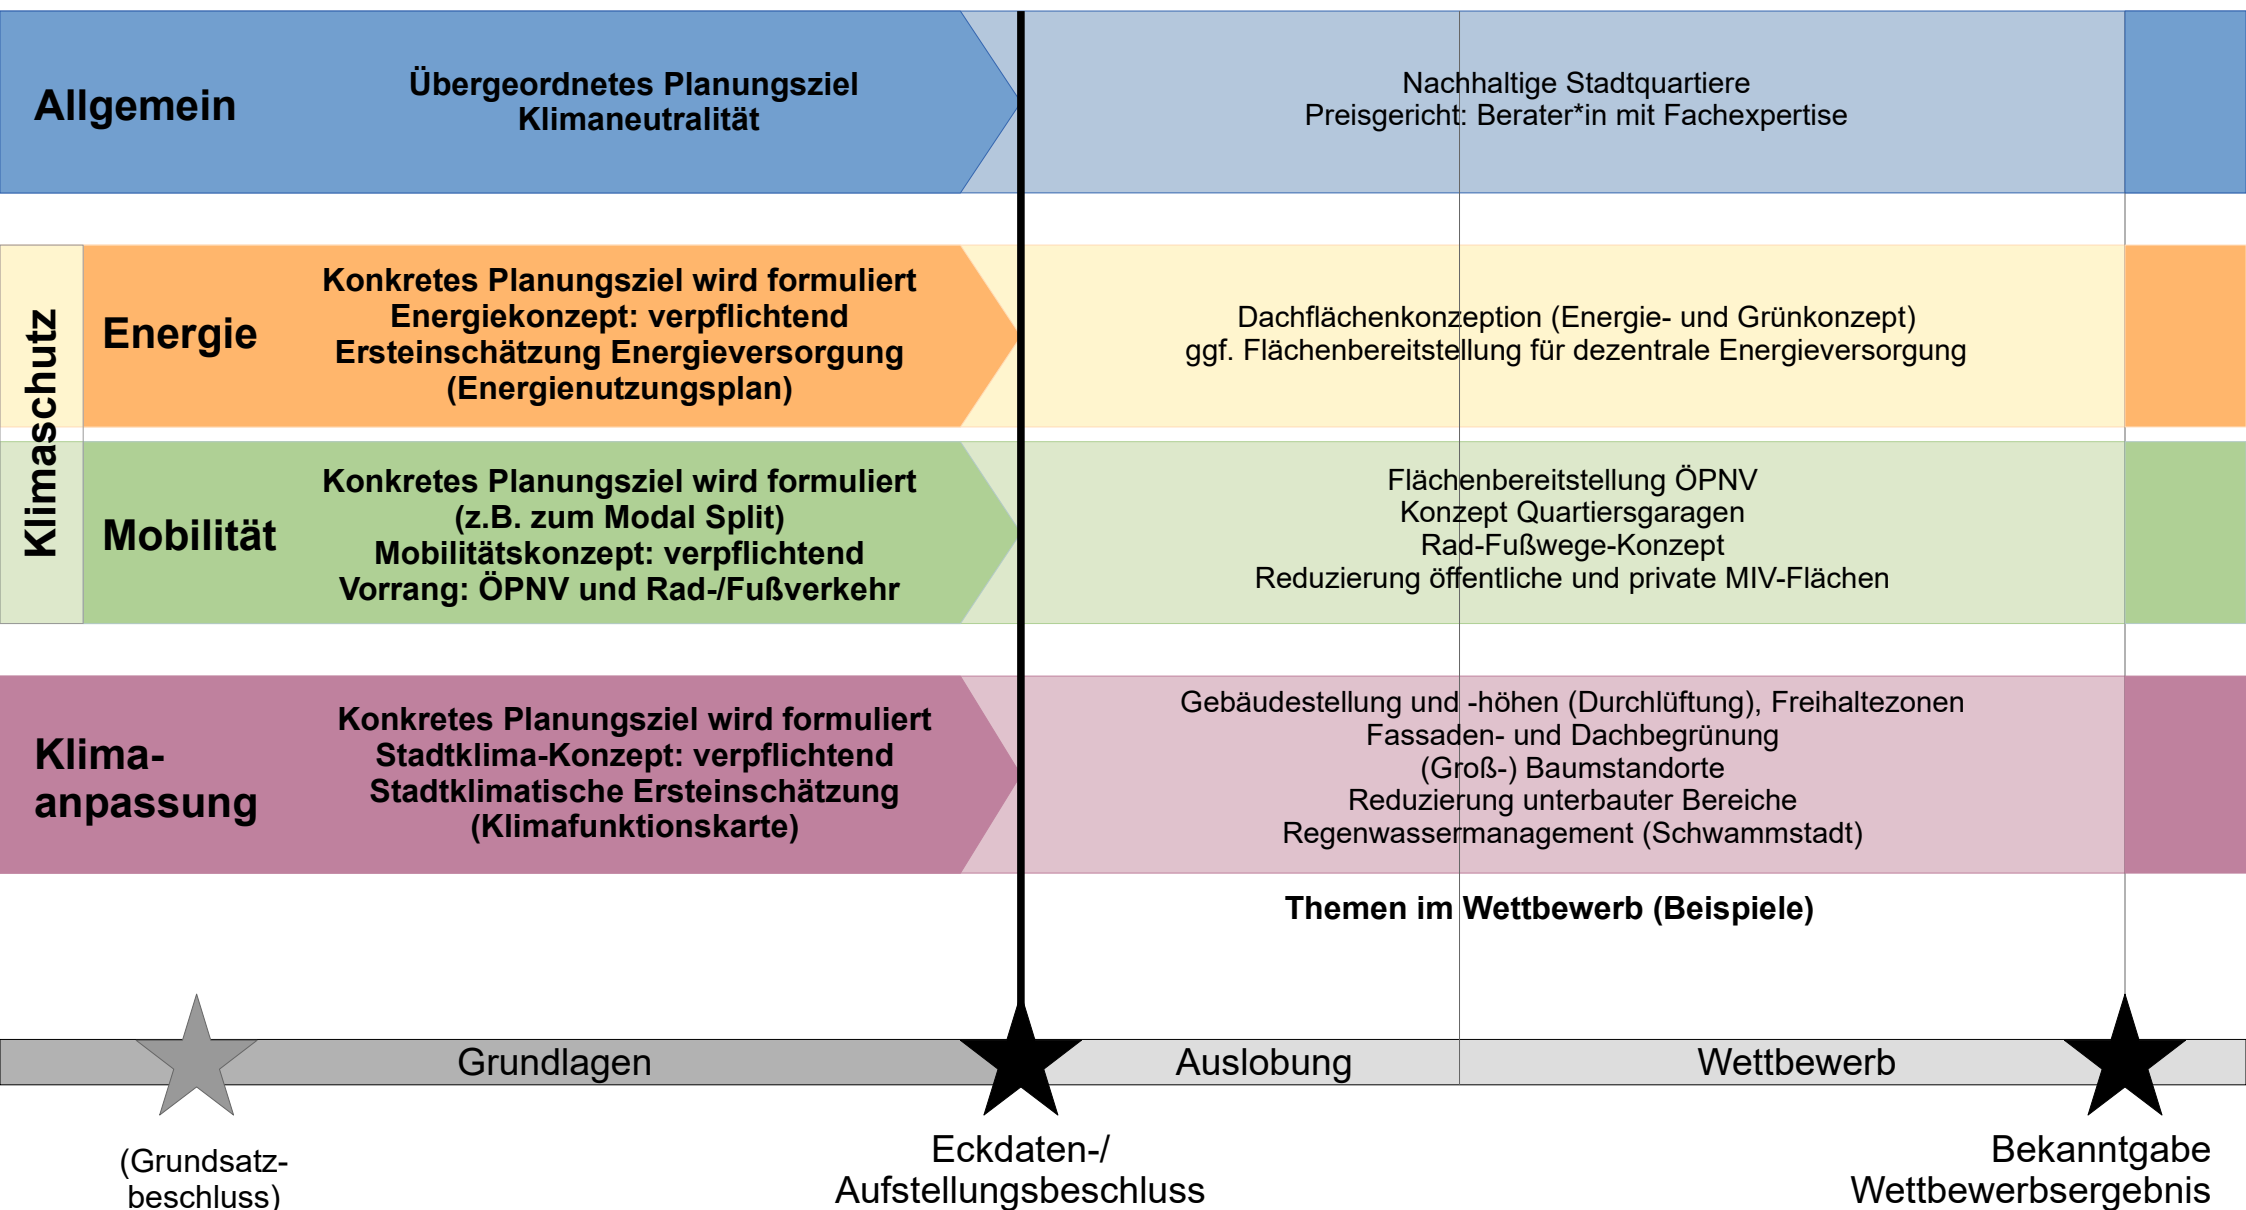 Allgemein
Übergeordnetes Planungsziel
Klimaneutralität
Nachhaltige Stadtquartiere
Preisgericht: Berater*in mit Fachexpertise
Klimaschutz
Energie
Konkretes Planungsziel wird formuliert
Energiekonzept: verpflichtend
Ersteinschätzung Energieversorgung
(Energienutzungsplan)
Dachflächenkonzeption (Energie- und Grünkonzept)
ggf. Flächenbereitstellung für dezentrale Energieversorgung
Mobilität
Konkretes Planungsziel wird formuliert
(z.B. zum Modal Split)
Mobilitätskonzept: verpflichtend
Vorrang: ÖPNV und Rad-/Fußverkehr
Flächenbereitstellung ÖPNV
Konzept Quartiersgaragen
Rad-Fußwege-Konzept
Reduzierung öffentliche und private MIV-Flächen
Klima-
anpassung
Konkretes Planungsziel wird formuliert
Stadtklima-Konzept: verpflichtend
Stadtklimatische Ersteinschätzung
(Klimafunktionskarte)
Gebäudestellung und -höhen (Durchlüftung), Freihaltezonen
Fassaden- und Dachbegrünung
(Groß-) Baumstandorte
Reduzierung unterbauter Bereiche
Regenwassermanagement (Schwammstadt)
Themen im Wettbewerb (Beispiele)
Grundlagen
Auslobung
Wettbewerb
(Grundsatz-
beschluss)
Eckdaten-/
Aufstellungsbeschluss
Bekanntgabe
Wettbewerbsergebnis